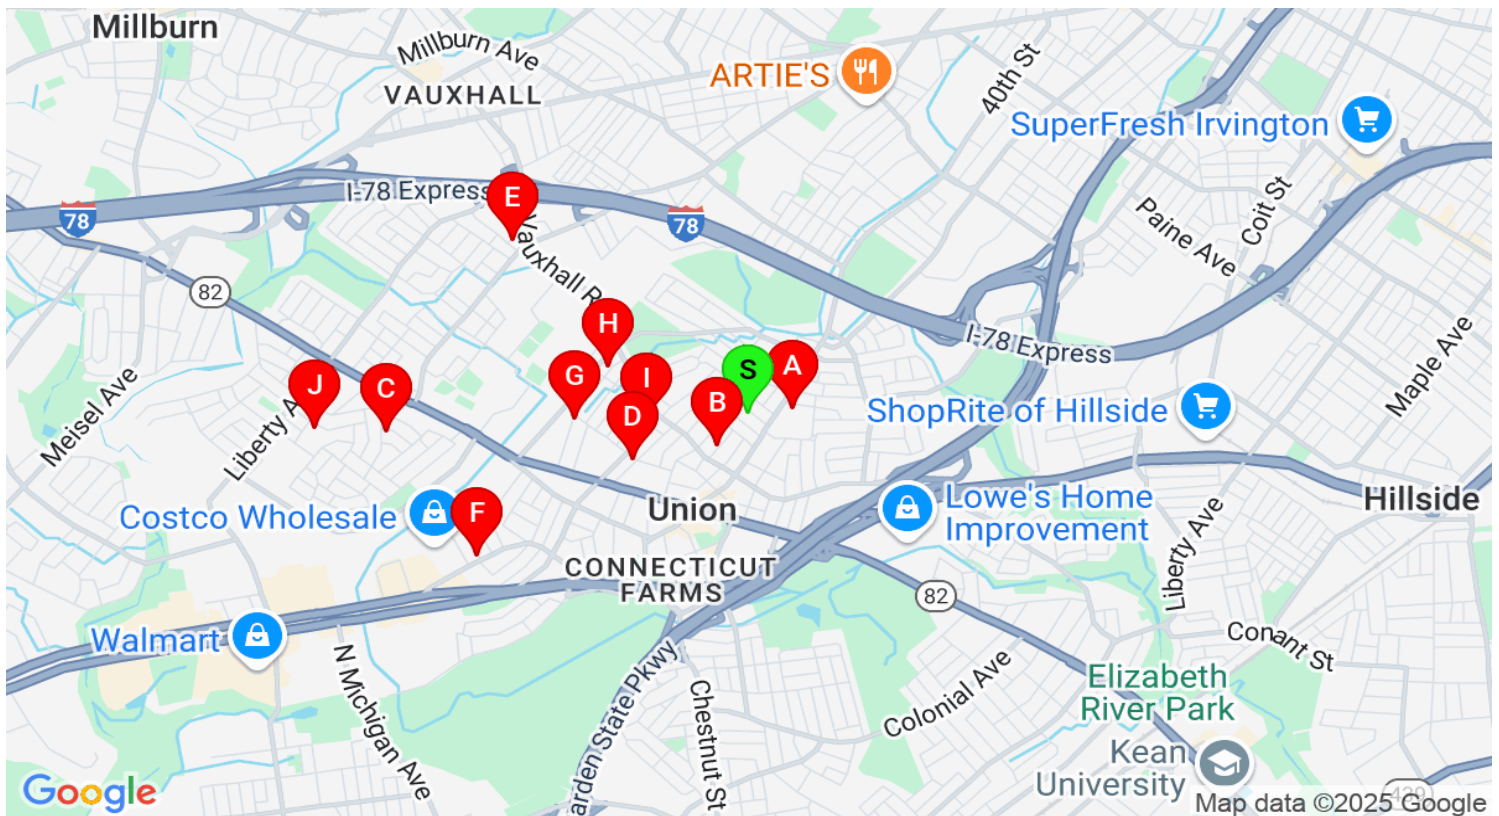 Millburn
Millburn Ave
VAUXHALL
ARTIE'S
40th St
SuperFresh Irvington
I-78 Express
78
E
78
Vauxhall R
Paine Ave
Coit St
82
H
I-78 Express
Maple Ave
J
C
G
I
D
B
S
A
Meisel Ave
Liberty A
ShopRite of Hillside
Costco Wholesale
F
Union
Lowe's Home
Improvement
Hillside
CONNECTICUT
FARMS
82
Liberty Ave
Walmart
N Michigan Ave
arden State Pkwy
Chestnut St
Colonial Ave
Conant St
Elizabeth
River Park
Kean
University
439
Google
Map data ©2025 Google